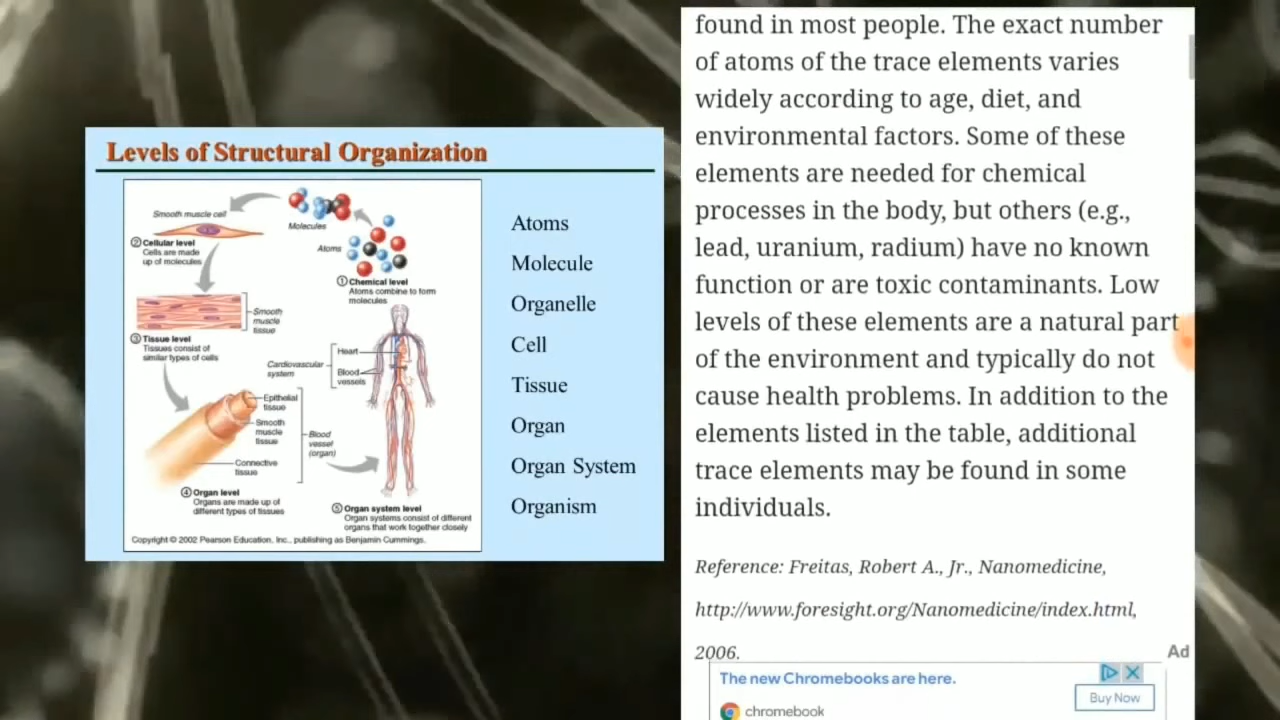 Levels of Structural Organization
Smooth muscle cell
Molecules
Atoms
② Cellular level
Cells are made
up of molecules
① Chemical level
Atoms combine to form
molecules
Smooth
muscle
tissue
③ Tissue level
Tissues consist of
similar types of cells
Cardiovascular
system
Heart
Blood
vessels
Epithelial
tissue
Smooth
muscle
tissue
Blood
vessel
(organ)
Connective
tissue
④ Organ level
Organs are made up of
different types of tissues
⑤ Organ system level
Organ systems consist of different
organs that work together closely
Copyright © 2002 Pearson Education, Inc., publishing as Benjamin Cummings.
Atoms
Molecule
Organelle
Cell
Tissue
Organ
Organ System
Organism
found in most people. The exact number
of atoms of the trace elements varies
widely according to age, diet, and
environmental factors. Some of these
elements are needed for chemical
processes in the body, but others (e.g.,
lead, uranium, radium) have no known
function or are toxic contaminants. Low
levels of these elements are a natural part
of the environment and typically do not
cause health problems. In addition to the
elements listed in the table, additional
trace elements may be found in some
individuals.
Reference: Freitas, Robert A., Jr., Nanomedicine,
http://www.foresight.org/Nanomedicine/index.html,
2006.
Ad
The new Chromebooks are here.
Buy Now
chromebook